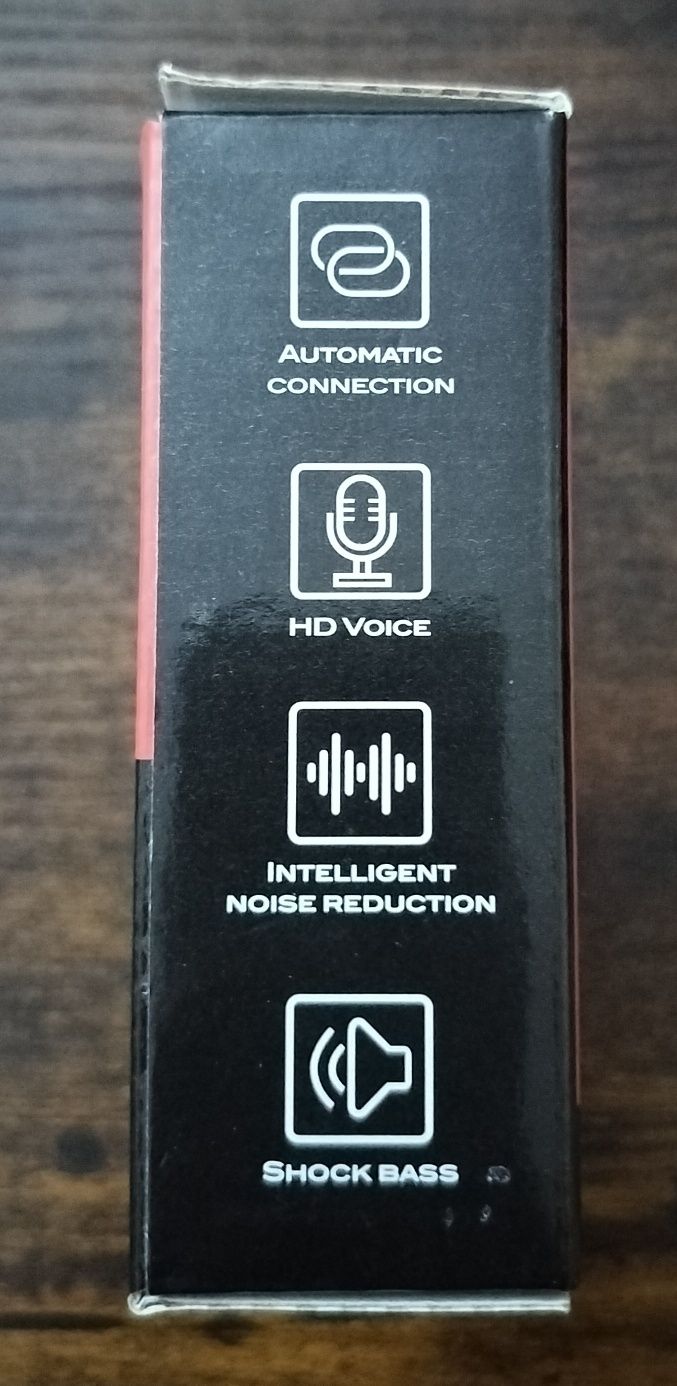 AUTOMATIC
CONNECTION
HD VOICE
INTELLIGENT
NOISE REDUCTION
SHOCK BASS